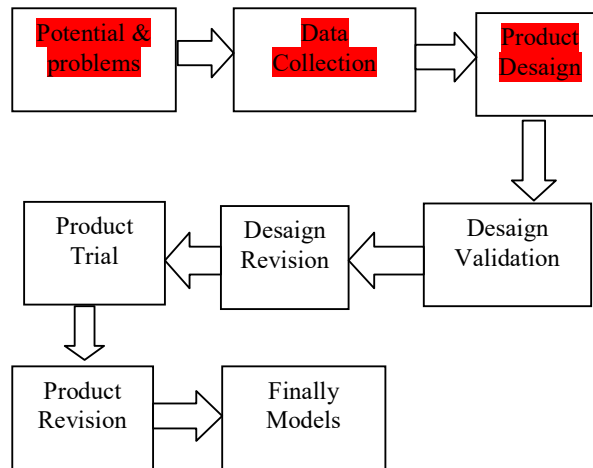 Potential &
problems
Data
Collection
Product
Desaign
Desaign
Validation
Desaign
Revision
Product
Trial
Product
Revision
Finally
Models